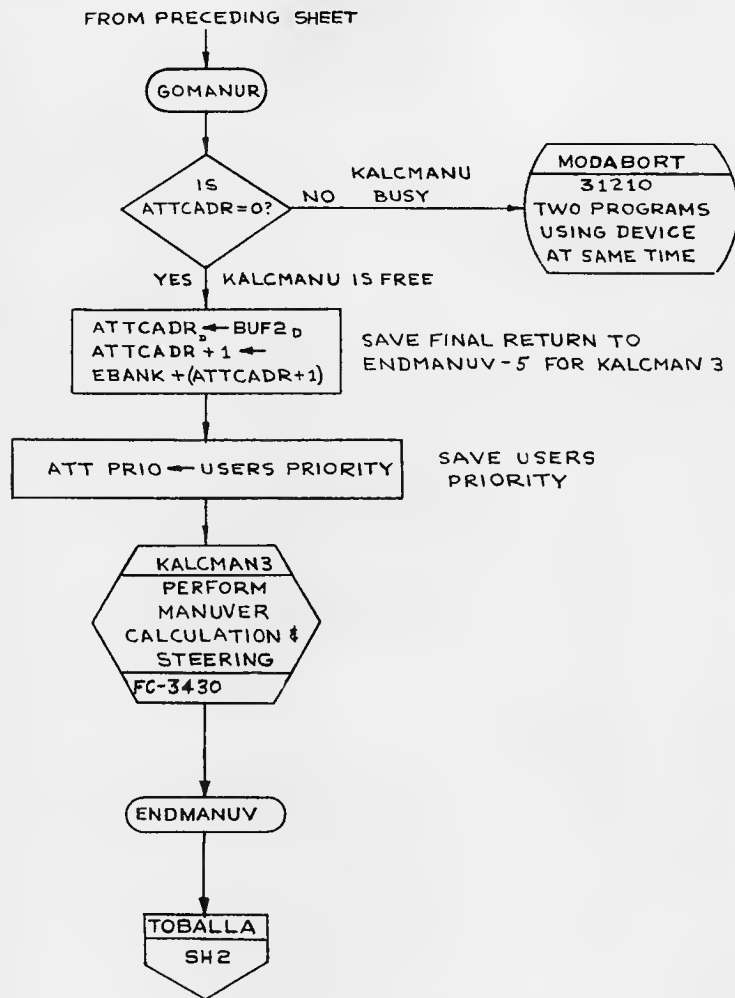 FROM PRECEDING SHEET
GOMANUR
IS
ATTCADR=0?
NO
KALCMANU
BUSY
MODABORT
31210
TWO PROGRAMS
USING DEVICE
AT SAME TIME
YES
KALCMANU IS FREE
ATTCADR D ← BUF2 D
ATTCADR + 1 ←
EBANK + (ATTCADR+1)
SAVE FINAL RETURN TO
ENDMANUV-5 FOR KALCMAN 3
ATT PRIO ← USERS PRIORITY
SAVE USERS
PRIORITY
KALCMAN3
PERFORM
MANUVER
CALCULATION &
STEERING
FC-3430
ENDMANUV
TOBALLA
SH2